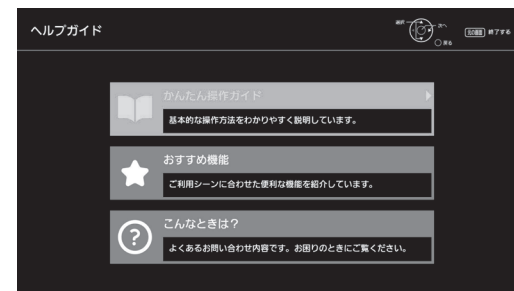 ヘルプガイド
選択
次へ
戻る
元の画面 終了する
かんたん操作ガイド
基本的な操作方法をわかりやすく説明しています。
おすすめ機能
ご利用シーンに合わせた便利な機能を紹介しています。
こんなときは？
よくあるお問い合わせ内容です。お困りのときにご覧ください。